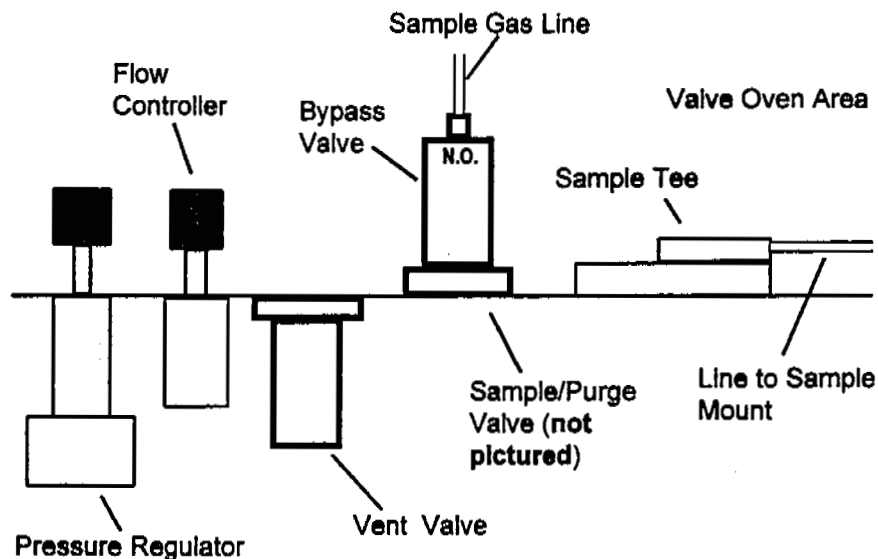 Sample Gas Line
Flow
Controller
Bypass
Valve
N.O.
Valve Oven Area
Sample Tee
Sample/Purge
Valve (not
pictured)
Line to Sample
Mount
Vent Valve
Pressure Regulator